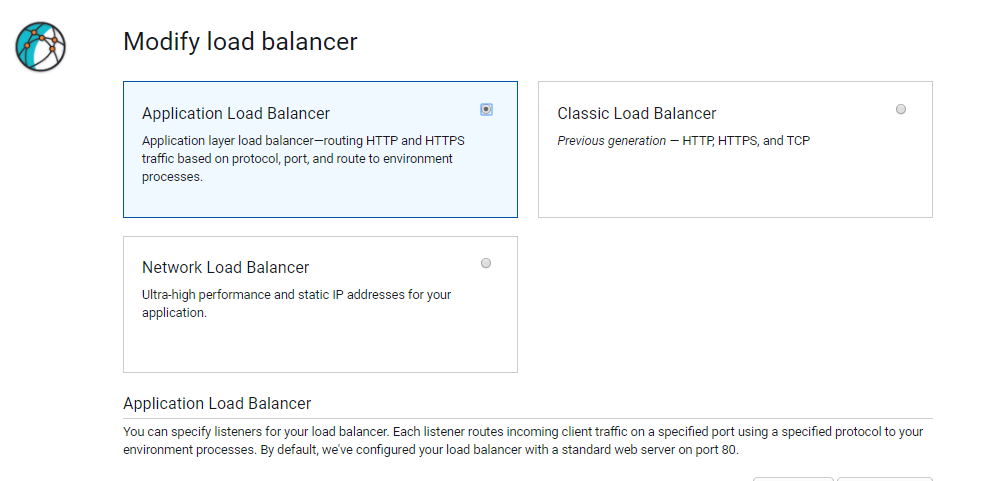 Modify load balancer
Application Load Balancer
Application layer load balancer—routing HTTP and HTTPS
traffic based on protocol, port, and route to environment
processes.
Classic Load Balancer
Previous generation — HTTP, HTTPS, and TCP
Network Load Balancer
Ultra-high performance and static IP addresses for your
application.
Application Load Balancer
You can specify listeners for your load balancer. Each listener routes incoming client traffic on a specified port using a specified protocol to your
environment processes. By default, we've configured your load balancer with a standard web server on port 80.